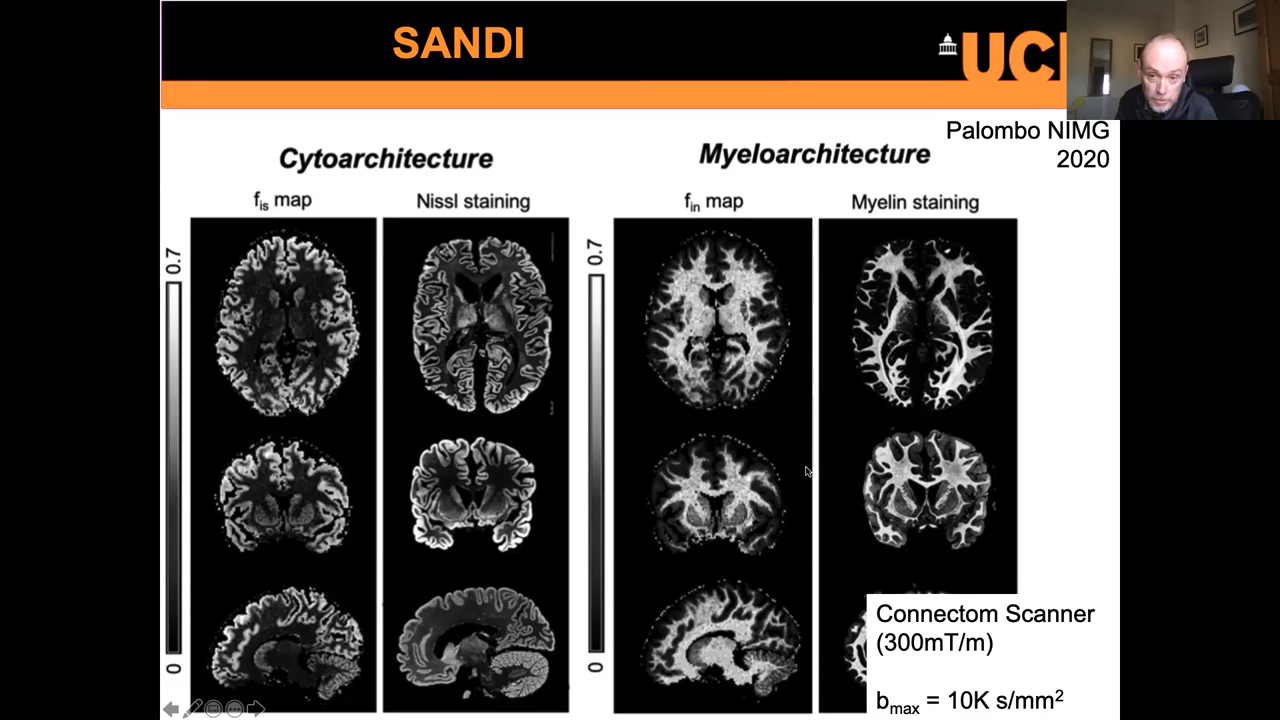 SANDI
UCL
Palombo NIMG
2020
Cytoarchitecture
Myeloarchitecture
fis map
Nissl staining
fin map
Myelin staining
0.7
0
0.7
0
Connectom Scanner
(300mT/m)
bmax = 10K s/mm²